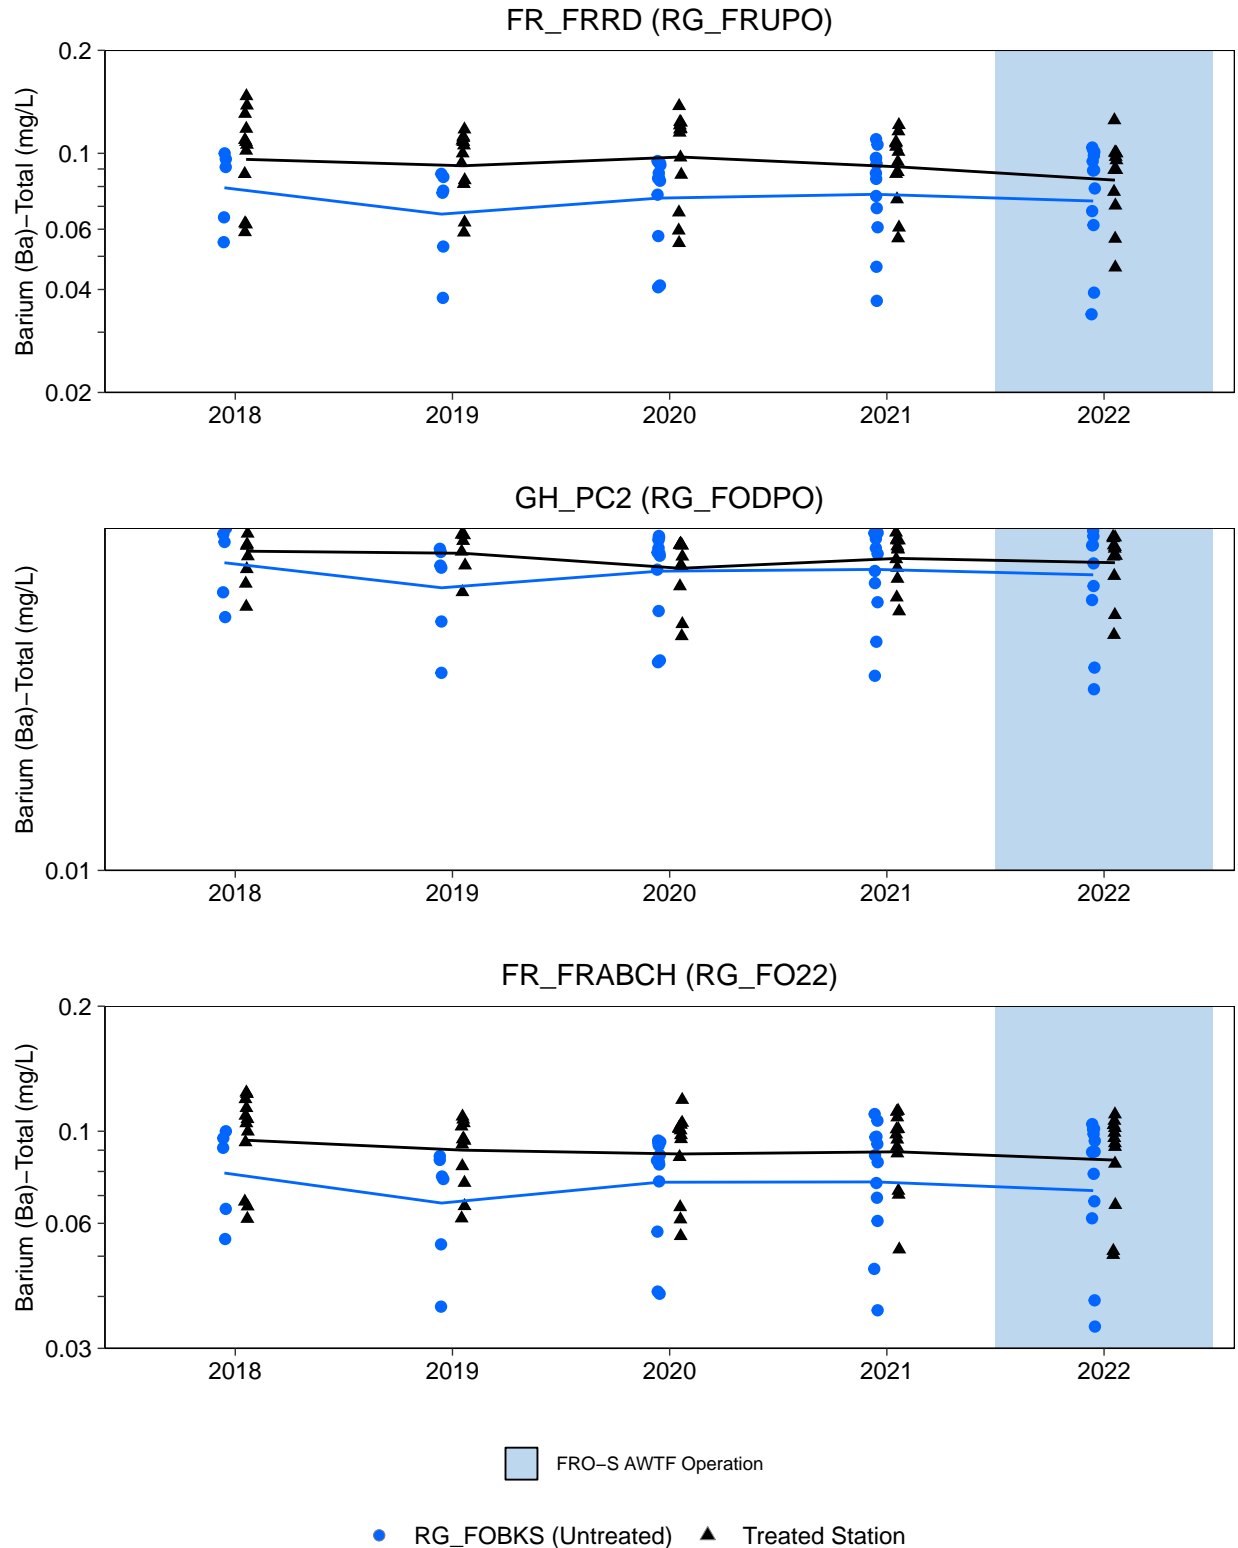 FR_FRRD (RG_FRUPO)
Barium (Ba)−Total (mg/L)
0.2
0.1
0.06
0.04
0.02
2018 2019 2020 2021 2022
GH_PC2 (RG_FODPO)
Barium (Ba)−Total (mg/L)
0.01
2018 2019 2020 2021 2022
FR_FRABCH (RG_FO22)
Barium (Ba)−Total (mg/L)
0.2
0.1
0.06
0.03
2018 2019 2020 2021 2022
FRO−S AWTF Operation
RG_FOBKS (Untreated) Treated Station